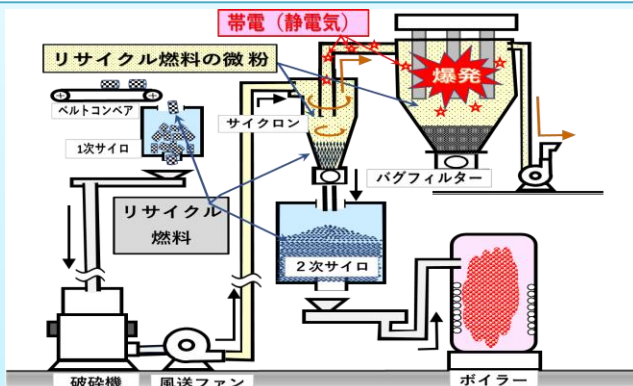 帯電（静電気）
リサイクル燃料の微粉
爆発
ベルトコンベア
サイクロン
1次サイロ
バグフィルター
リサイクル
燃料
２次サイロ
破砕機
風送ファン
ボイラー